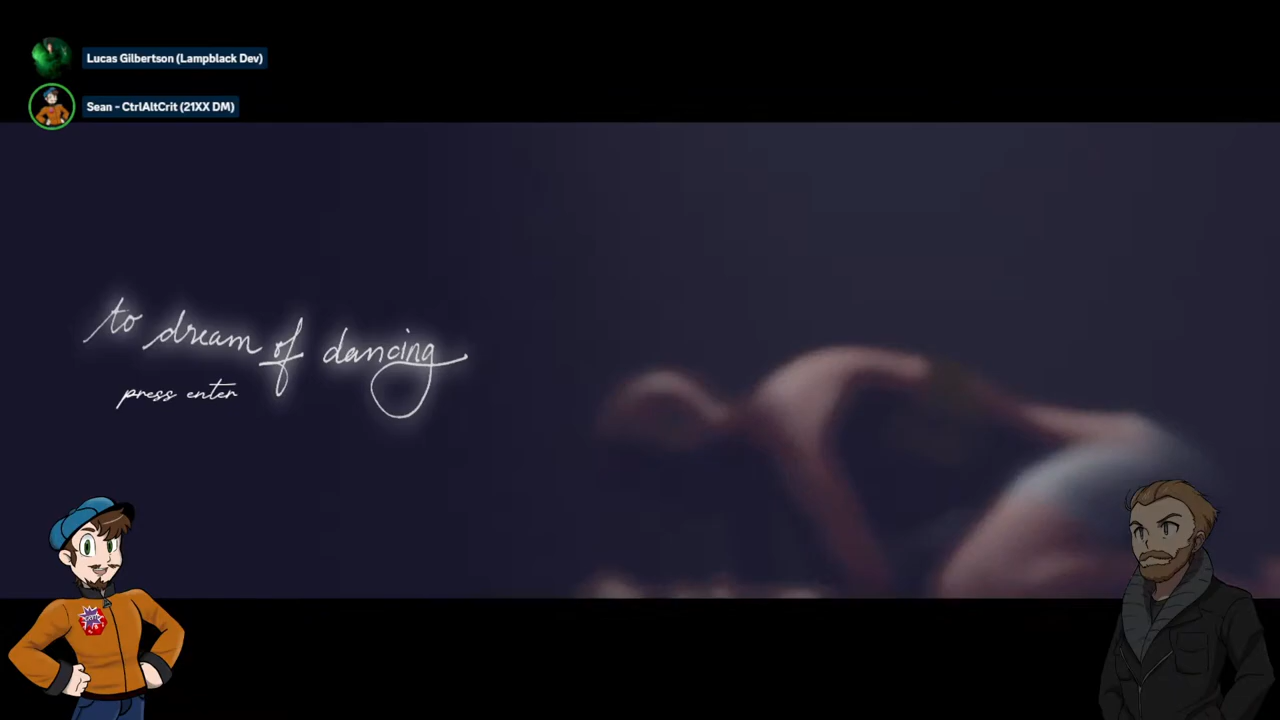 Lucas Gilbertson (Lampblack Dev)
Sean - CtrlAltCrit (21XX DM)
to dream of dancing
press enter